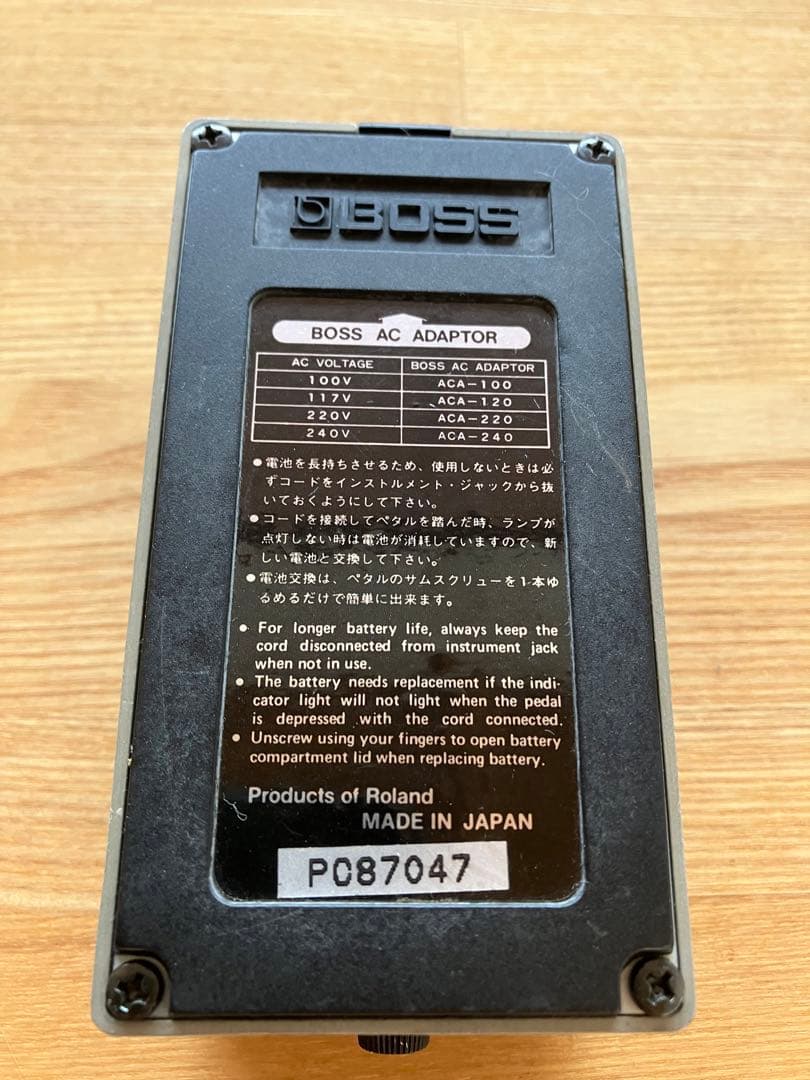 BOSS
BOSS AC ADAPTOR
AC VOLTAGE BOSS AC ADAPTOR
100V ACA-100
117V ACA-120
220V ACA-220
240V ACA-240
●電池を長持ちさせるため、使用しないときは必
ずコードをインストルメント・ジャックから抜
いておくようにして下さい。
●コードを接続してペタルを踏んだ時、ランプが
点灯しない時は電池が消耗していますので、新
しい電池と交換して下さい。
●電池交換は、ペタルのサムスクリューを1本ゆ
るめるだけで簡単に出来ます。
● For longer battery life, always keep the
cord disconnected from instrument jack
when not in use.
● The battery needs replacement if the indi-
cator light will not light when the pedal
is depressed with the cord connected.
● Unscrew using your fingers to open battery
compartment lid when replacing battery.
Products of Roland
MADE IN JAPAN
PC87047